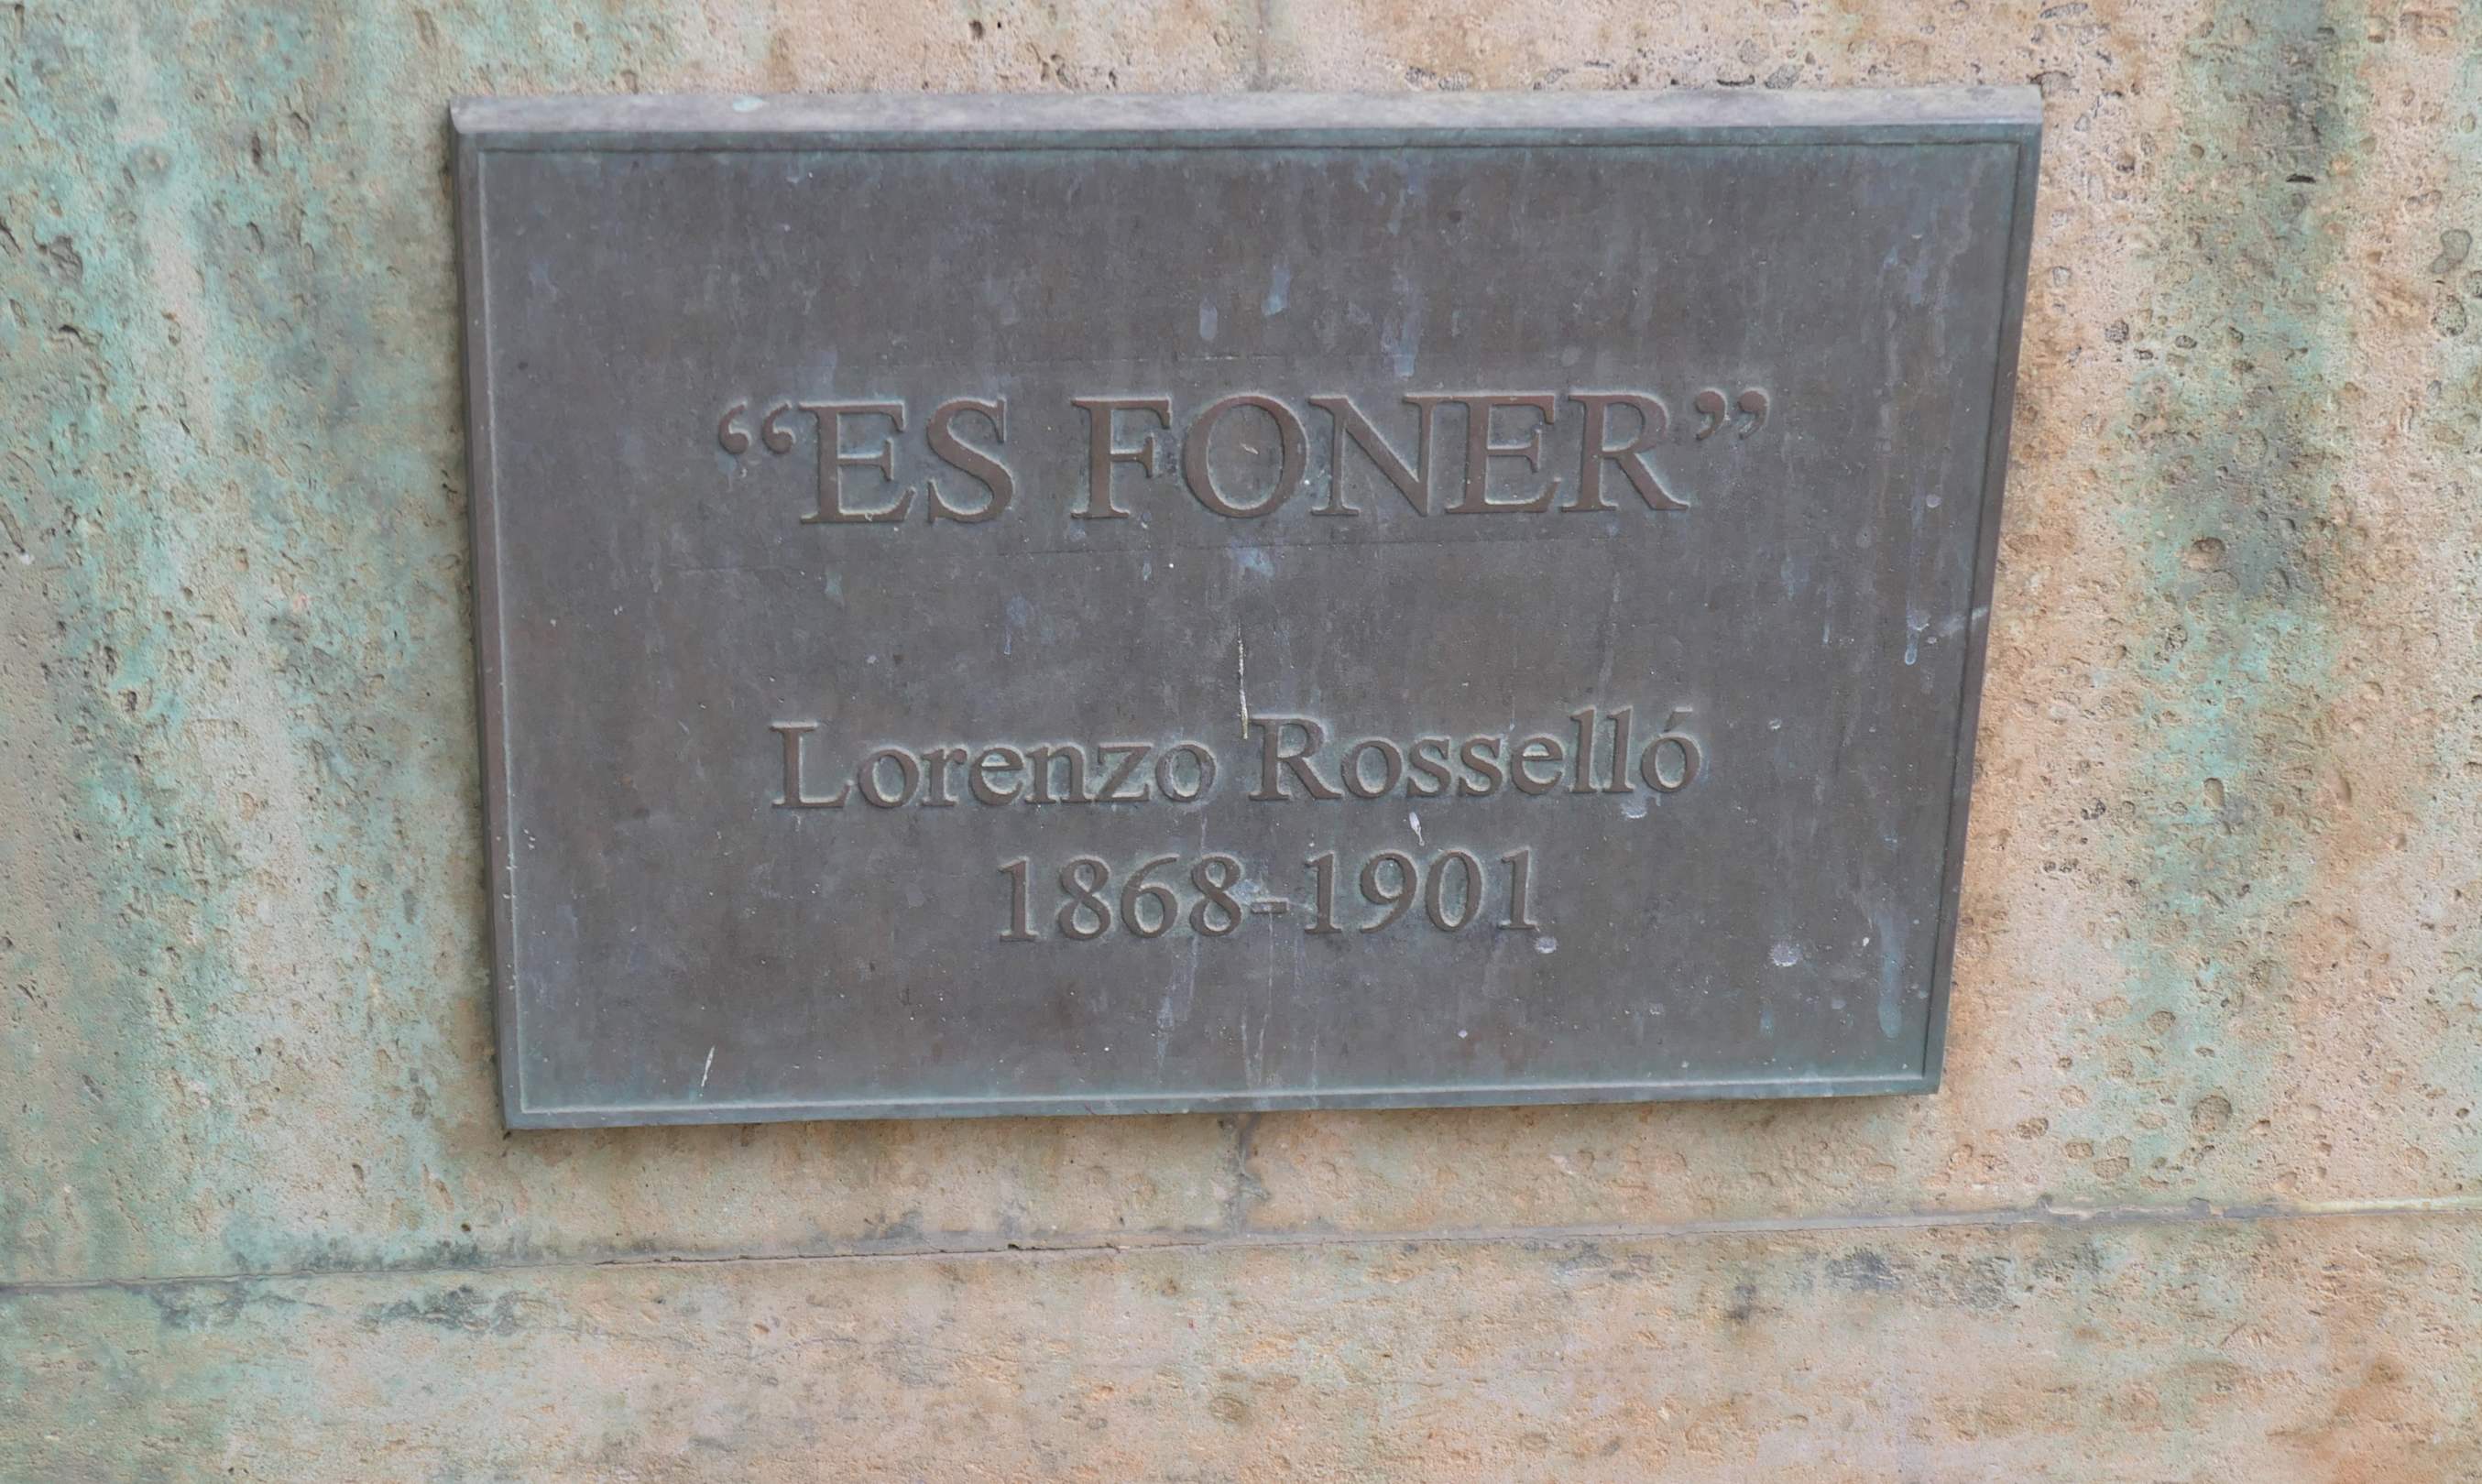 “ES FONER”
Lorenzo Rosselló
1868-1901